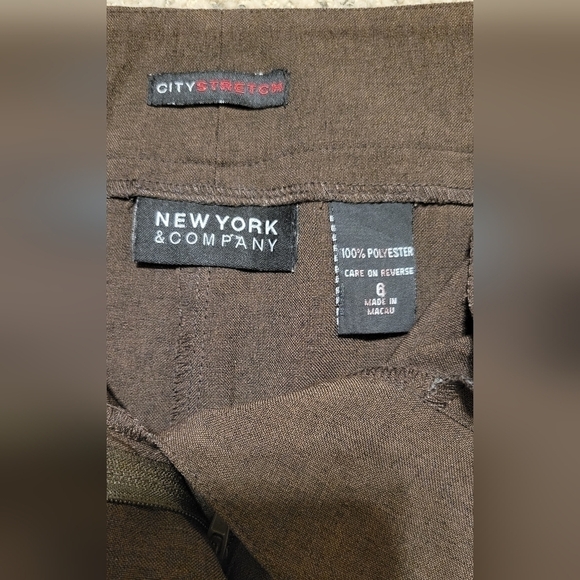 CITYSTRETCH
NEW YORK
& COMPANY
100% POLYESTER
CARE ON REVERSE
6
MADE IN
MACAU